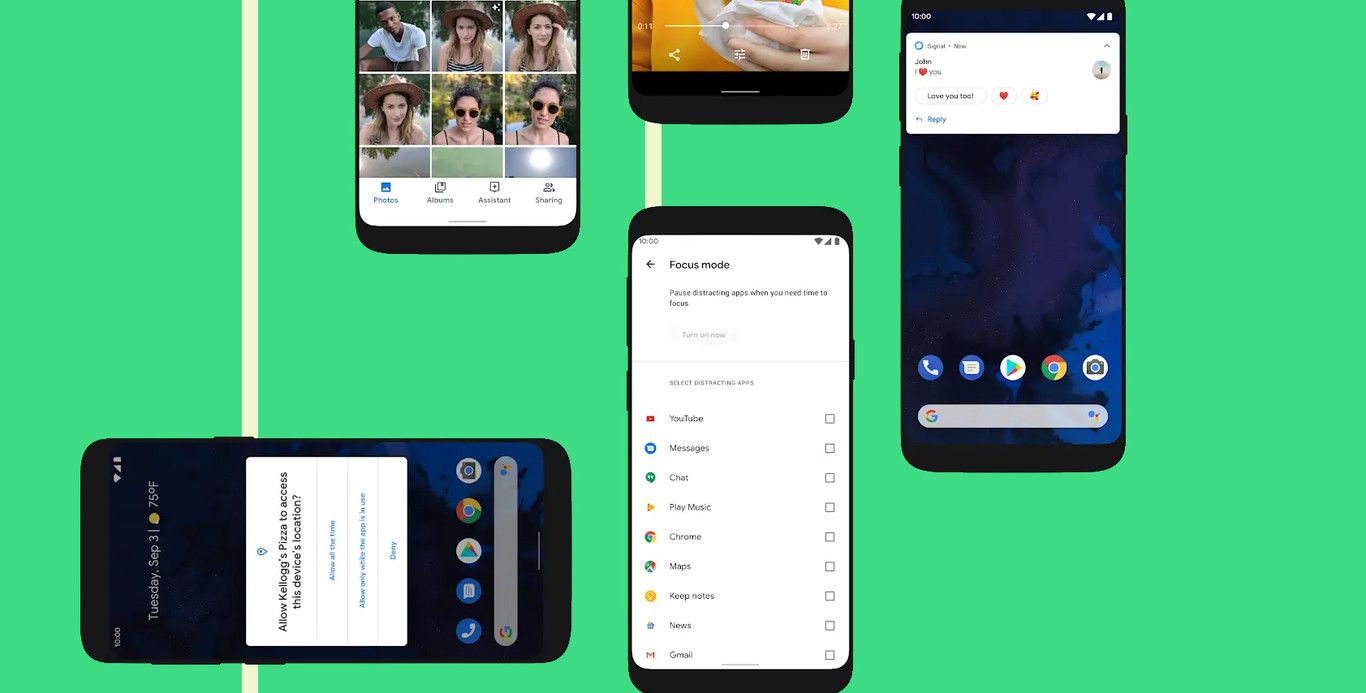 Photos
Albums
Assistant
Sharing
0:11
10:00
Focus mode
Pause distracting apps when you need time to
focus
Turn on now
SELECT DISTRACTING APPS
YouTube
Messages
Chat
Play Music
Chrome
Maps
Keep notes
News
Gmail
10:00
Signal • Now
John
I ❤️ you
Love you too!
Reply
10:00
Tuesday, Sep 3 | 75°F
Allow Kellogg's Pizza to access
this device's location?
Allow all the time
Allow only while the app is in use
Deny